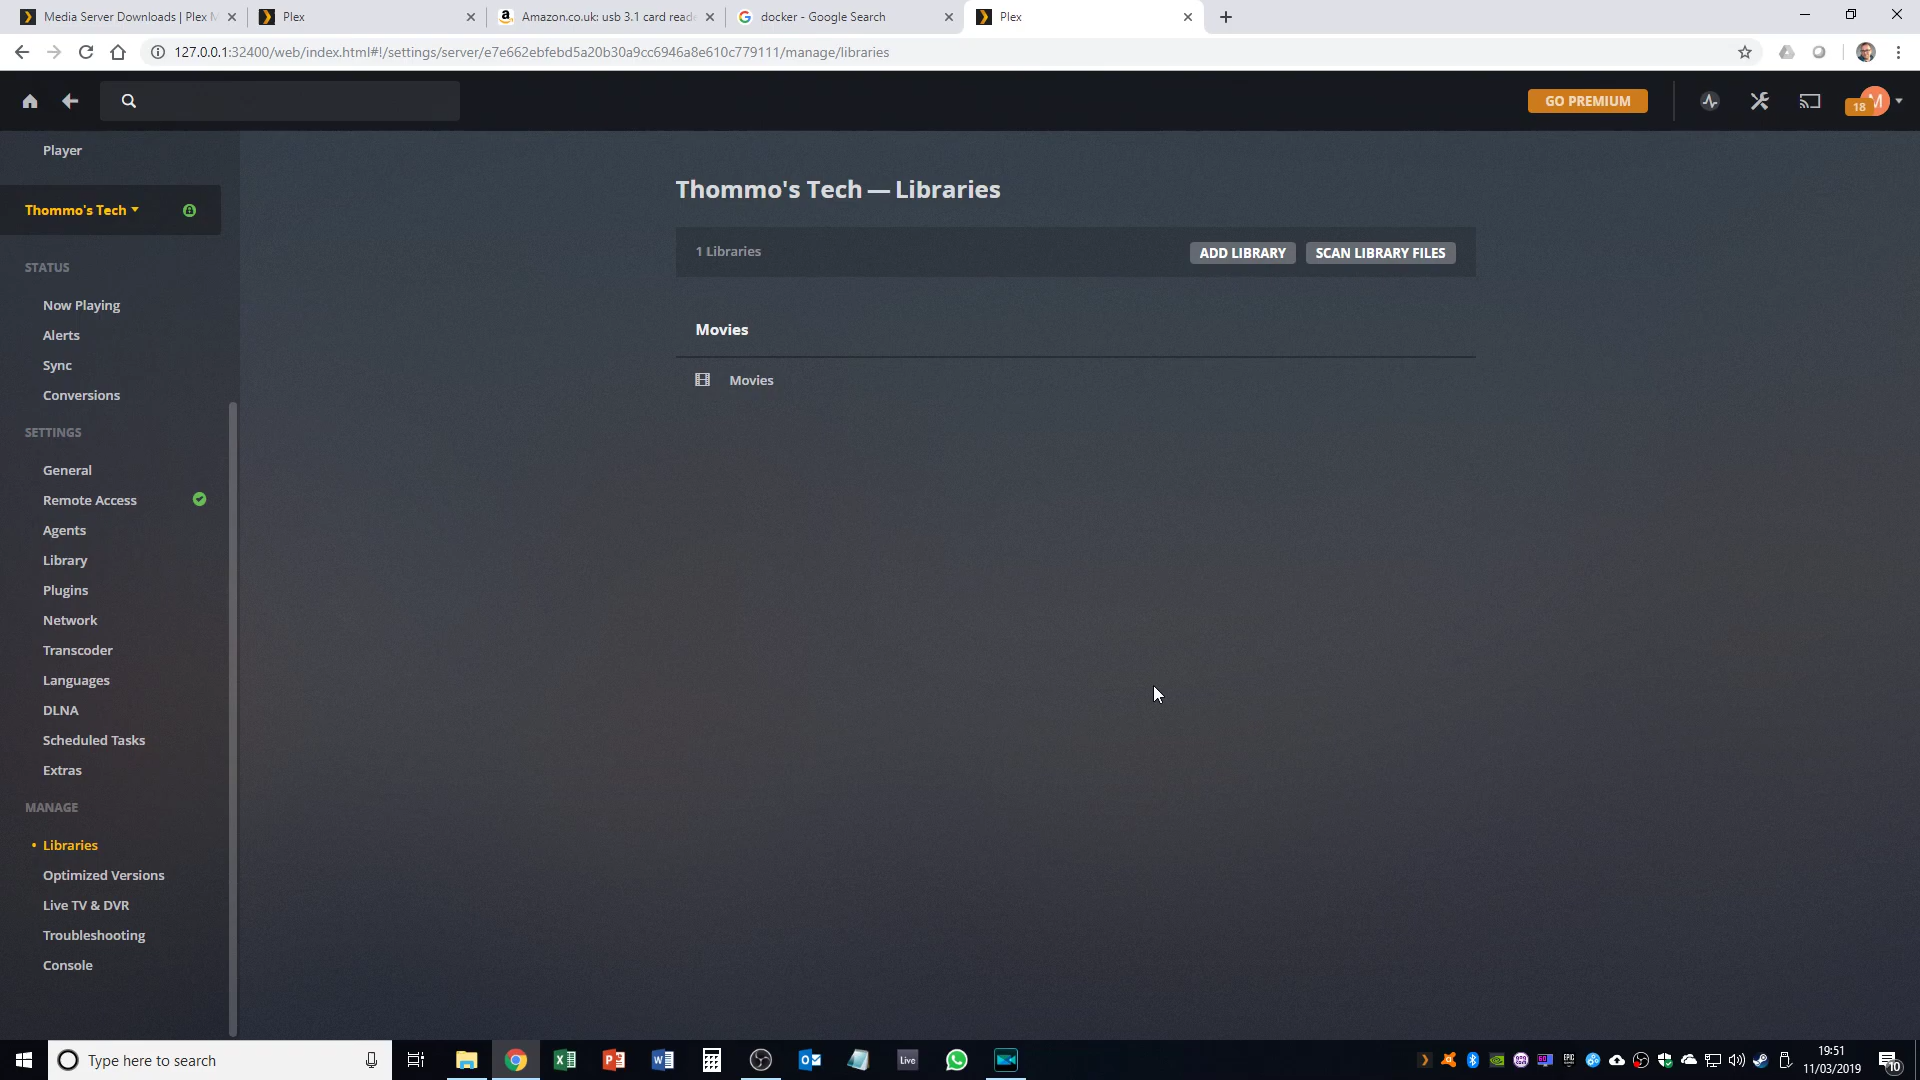 Media Server Downloads | Plex M
Plex
Amazon.co.uk: usb 3.1 card reade
docker - Google Search
Plex
127.0.0.1:32400/web/index.html#!/settings/server/e7e662ebfebd5a20b30a9cc6946a8e610c779111/manage/libraries
GO PREMIUM
18
M
Player
Thommo's Tech
STATUS
Now Playing
Alerts
Sync
Conversions
SETTINGS
General
Remote Access
Agents
Library
Plugins
Network
Transcoder
Languages
DLNA
Scheduled Tasks
Extras
MANAGE
• Libraries
Optimized Versions
Live TV & DVR
Troubleshooting
Console
Thommo's Tech — Libraries
1 Libraries
ADD LIBRARY
SCAN LIBRARY FILES
Movies
Movies
Type here to search
Live
19:51
11/03/2019
10